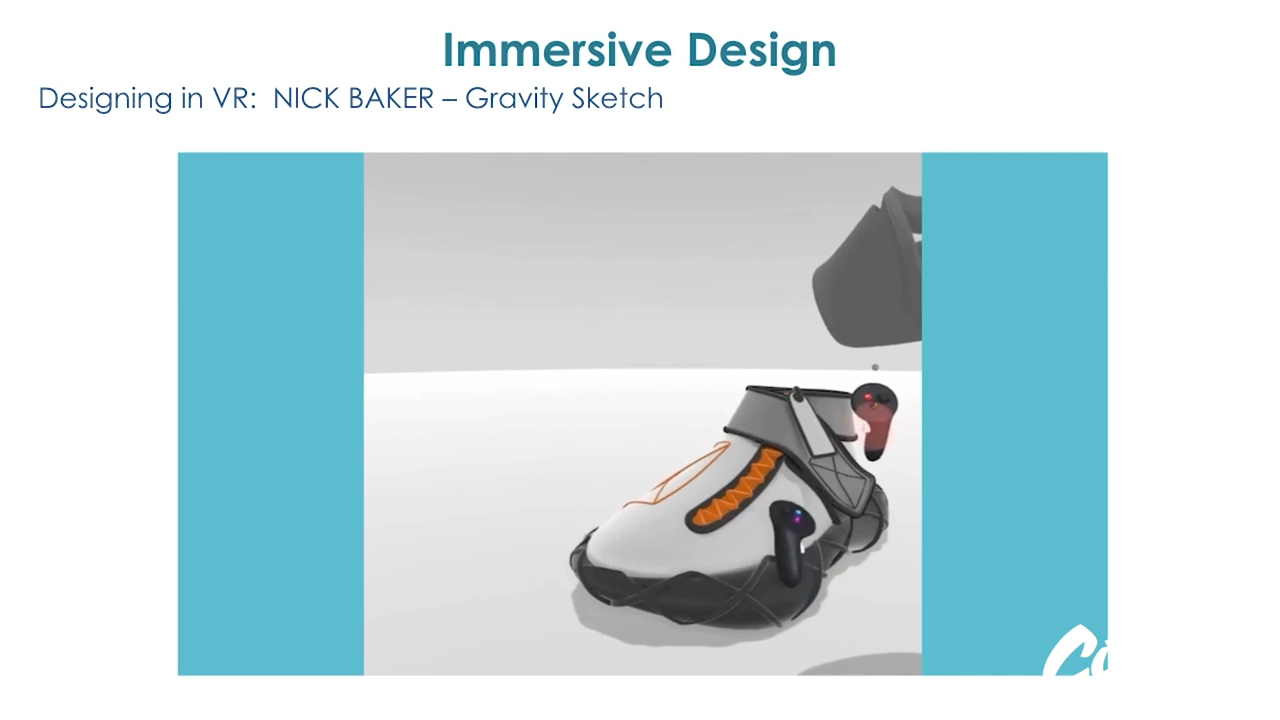 Immersive Design
Designing in VR:  NICK BAKER – Gravity Sketch